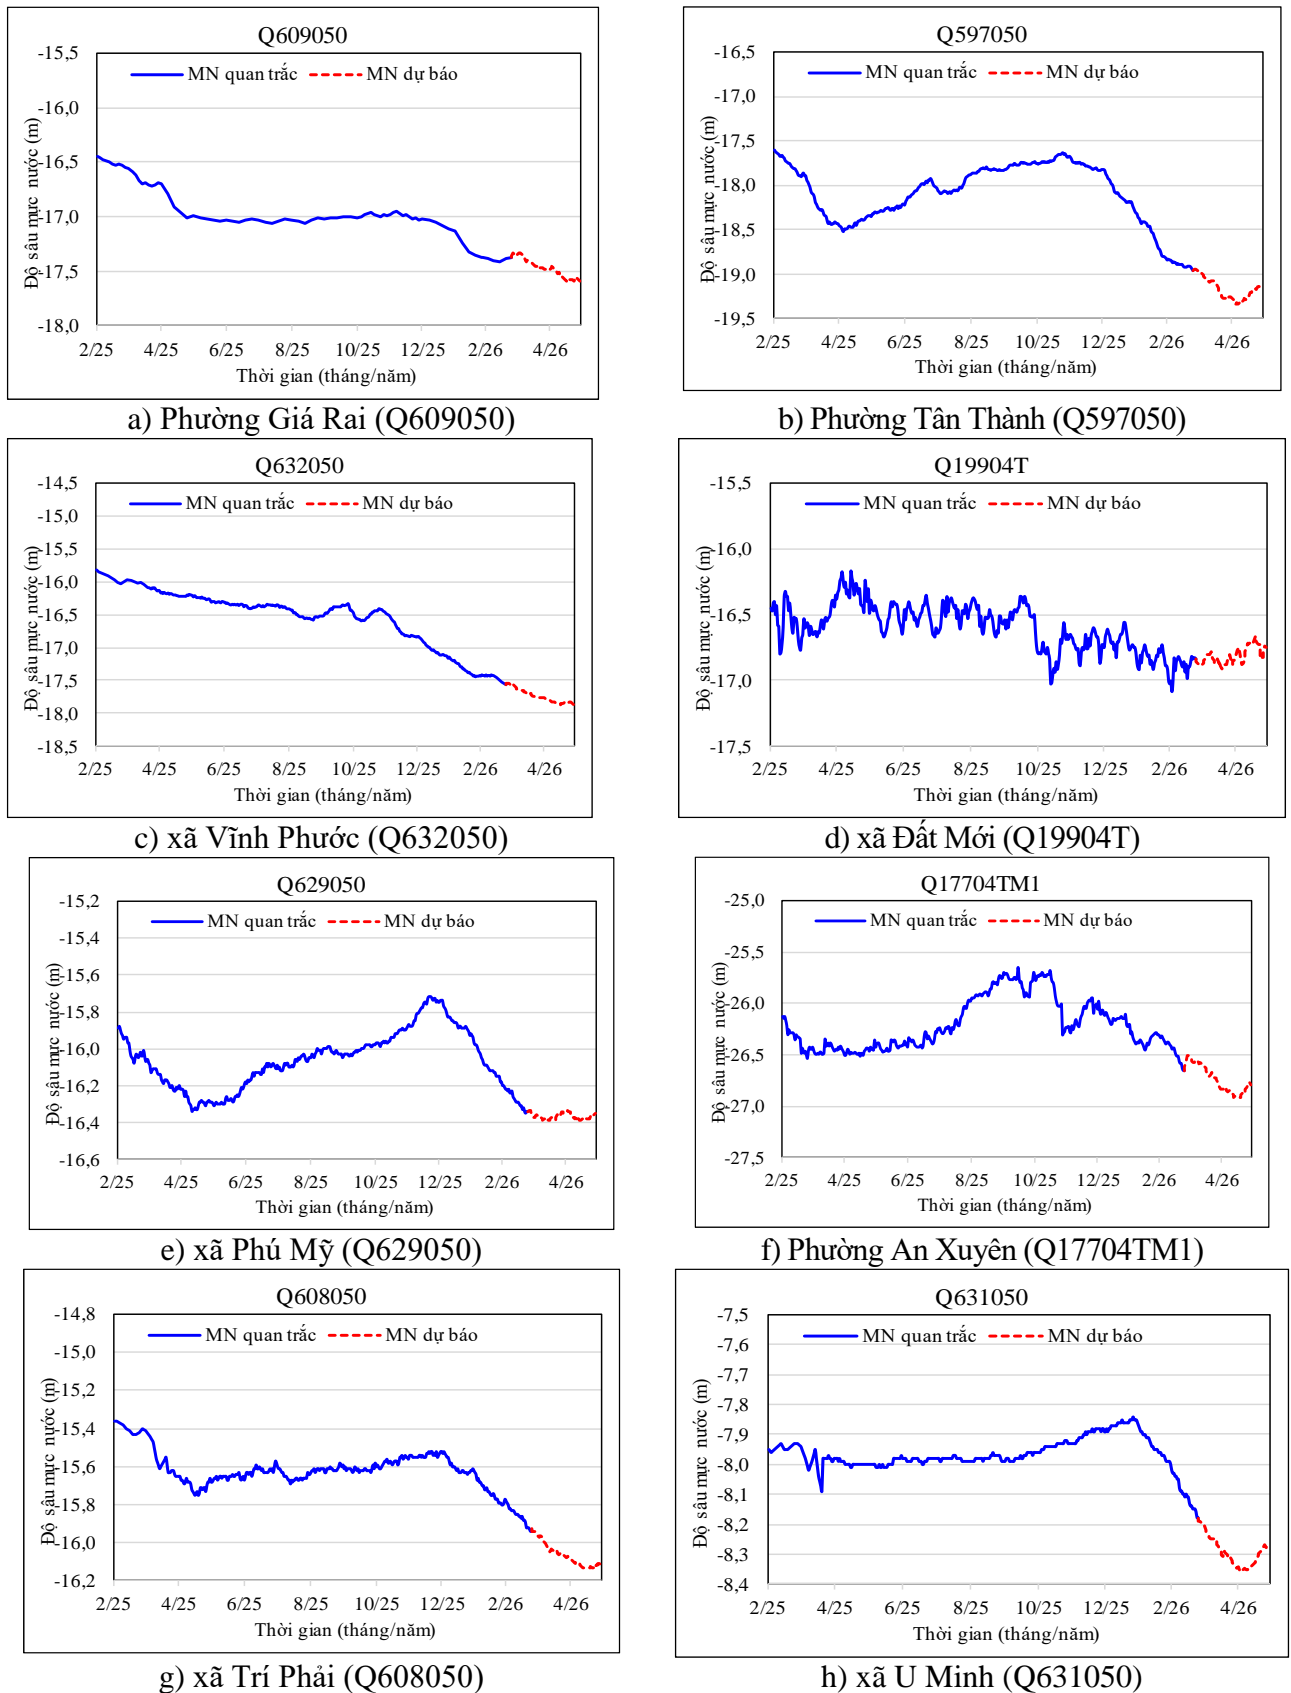 Q609050
MN quan trắc MN dự báo
Độ sâu mực nước (m)
-15,5
-16,0
-16,5
-17,0
-17,5
-18,0
2/25 4/25 6/25 8/25 10/25 12/25 2/26 4/26
Thời gian (tháng/năm)
a) Phường Giá Rai (Q609050)
Q597050
MN quan trắc MN dự báo
Độ sâu mực nước (m)
-16,5
-17,0
-17,5
-18,0
-18,5
-19,0
-19,5
2/25 4/25 6/25 8/25 10/25 12/25 2/26 4/26
Thời gian (tháng/năm)
b) Phường Tân Thành (Q597050)
Q632050
MN quan trắc MN dự báo
Độ sâu mực nước (m)
-14,5
-15,0
-15,5
-16,0
-16,5
-17,0
-17,5
-18,0
-18,5
2/25 4/25 6/25 8/25 10/25 12/25 2/26 4/26
Thời gian (tháng/năm)
c) xã Vĩnh Phước (Q632050)
Q19904T
MN quan trắc MN dự báo
Độ sâu mực nước (m)
-15,5
-16,0
-16,5
-17,0
-17,5
2/25 4/25 6/25 8/25 10/25 12/25 2/26 4/26
Thời gian (tháng/năm)
d) xã Đất Mới (Q19904T)
Q629050
MN quan trắc MN dự báo
Độ sâu mực nước (m)
-15,2
-15,4
-15,6
-15,8
-16,0
-16,2
-16,4
-16,6
2/25 4/25 6/25 8/25 10/25 12/25 2/26 4/26
Thời gian (tháng/năm)
e) xã Phú Mỹ (Q629050)
Q17704TM1
MN quan trắc MN dự báo
Độ sâu mực nước (m)
-25,0
-25,5
-26,0
-26,5
-27,0
-27,5
2/25 4/25 6/25 8/25 10/25 12/25 2/26 4/26
Thời gian (tháng/năm)
f) Phường An Xuyên (Q17704TM1)
Q608050
MN quan trắc MN dự báo
Độ sâu mực nước (m)
-14,8
-15,0
-15,2
-15,4
-15,6
-15,8
-16,0
-16,2
2/25 4/25 6/25 8/25 10/25 12/25 2/26 4/26
Thời gian (tháng/năm)
g) xã Trí Phải (Q608050)
Q631050
MN quan trắc MN dự báo
Độ sâu mực nước (m)
-7,5
-7,6
-7,7
-7,8
-7,9
-8,0
-8,1
-8,2
-8,3
-8,4
2/25 4/25 6/25 8/25 10/25 12/25 2/26 4/26
Thời gian (tháng/năm)
h) xã U Minh (Q631050)